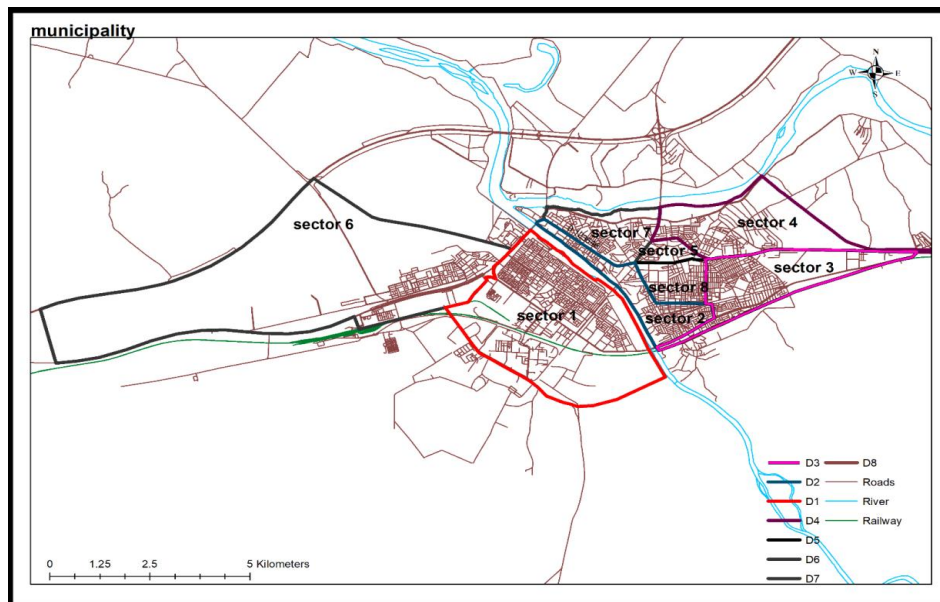 municipality
N
W E
S
sector 4
sector 6
sector 7
sector 5
sector 3
sector 8
sector 1
sector 2
D3 D8
D2 Roads
D1 River
D4 Railway
D5
D6
D7
0 1.25 2.5 5 Kilometers